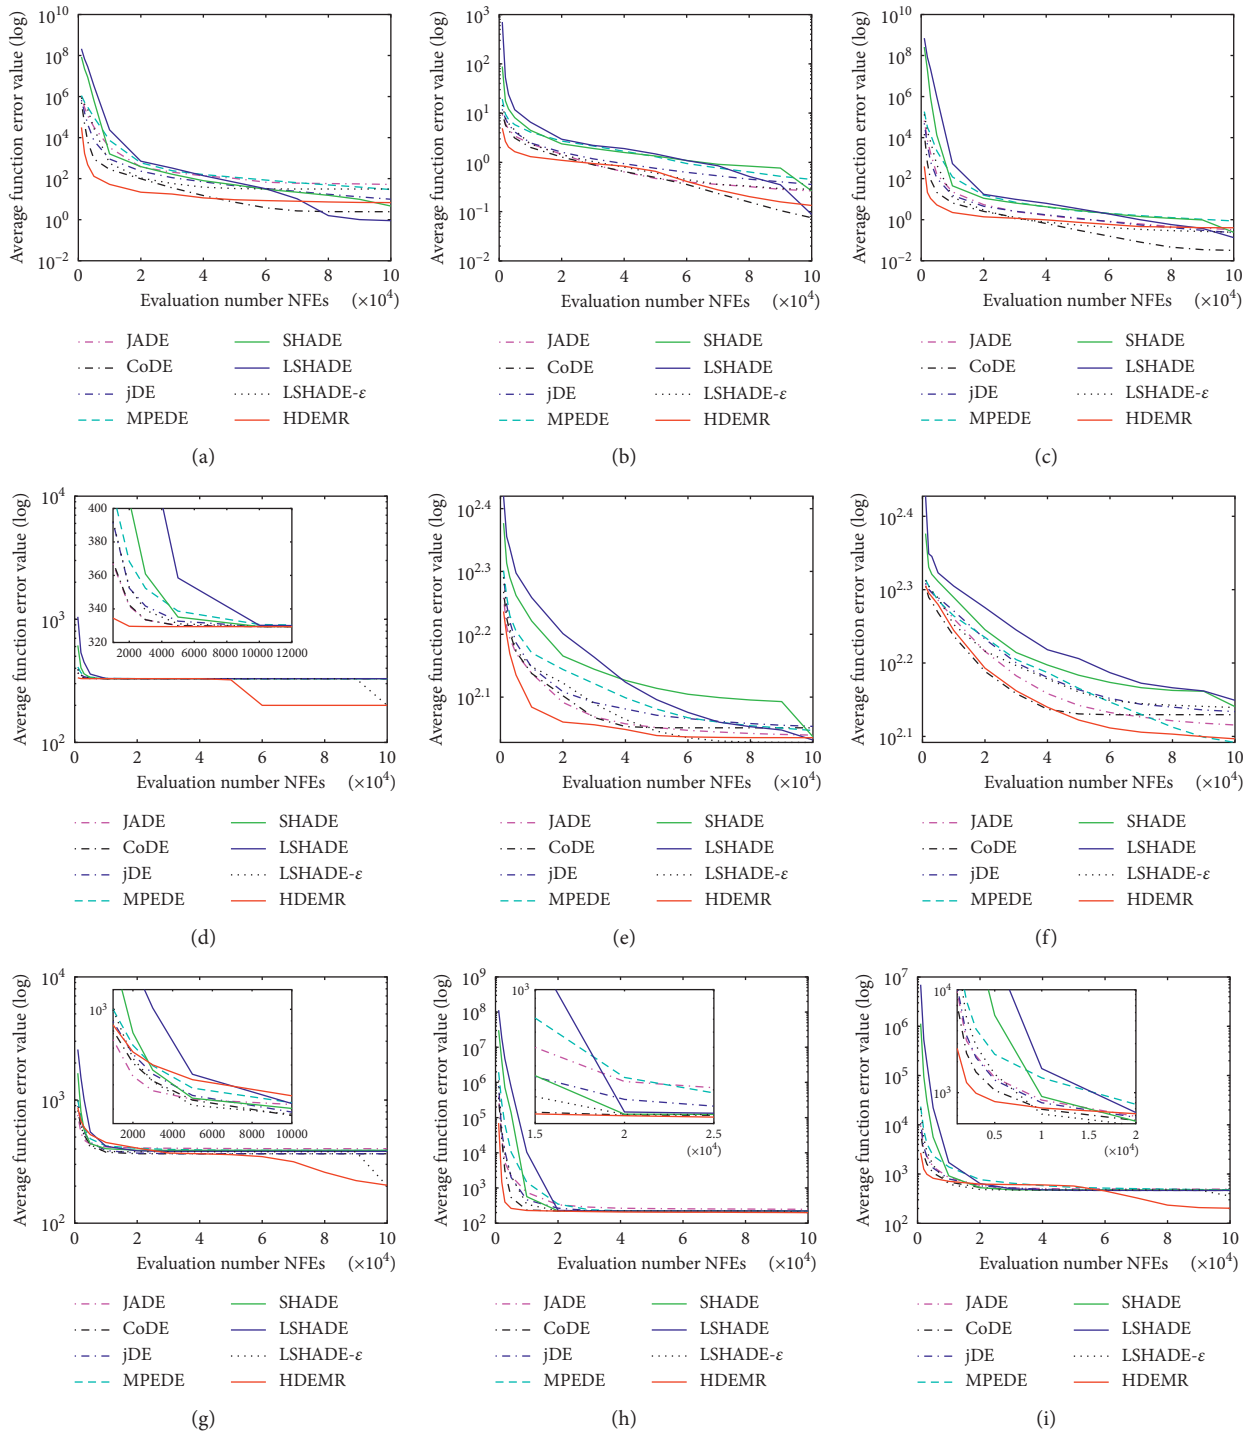 Average function error value (log)
10^10
10^8
10^6
10^4
10^2
10^0
10^−2
0 2 4 6 8 10
Evaluation number NFEs (×10^4)
JADE SHADE
CoDE LSHADE
jDE LSHADE-ε
MPEDE HDEMR
(a)
Average function error value (log)
10^3
10^2
10^1
10^0
10^−1
10^−2
0 2 4 6 8 10
Evaluation number NFEs (×10^4)
JADE SHADE
CoDE LSHADE
jDE LSHADE-ε
MPEDE HDEMR
(b)
Average function error value (log)
10^10
10^8
10^6
10^4
10^2
10^0
10^−2
0 2 4 6 8 10
Evaluation number NFEs (×10^4)
JADE SHADE
CoDE LSHADE
jDE LSHADE-ε
MPEDE HDEMR
(c)
Average function error value (log)
10^4
10^3
10^2
400
380
360
340
330
320
2000 4000 6000 8000 10000 12000
0 2 4 6 8 10
Evaluation number NFEs (×10^4)
JADE SHADE
CoDE LSHADE
jDE LSHADE-ε
MPEDE HDEMR
(d)
Average function error value (log)
10^2.4
10^2.3
10^2.2
10^2.1
0 2 4 6 8 10
Evaluation number NFEs (×10^4)
JADE SHADE
CoDE LSHADE
jDE LSHADE-ε
MPEDE HDEMR
(e)
Average function error value (log)
10^2.4
10^2.3
10^2.2
10^2.1
0 2 4 6 8 10
Evaluation number NFEs (×10^4)
JADE SHADE
CoDE LSHADE
jDE LSHADE-ε
MPEDE HDEMR
(f)
Average function error value (log)
10^4
10^3
10^2
10^3
2000 4000 6000 8000 10000
0 2 4 6 8 10
Evaluation number NFEs (×10^4)
JADE SHADE
CoDE LSHADE
jDE LSHADE-ε
MPEDE HDEMR
(g)
Average function error value (log)
10^9
10^8
10^7
10^6
10^5
10^4
10^3
10^2
10^3
1.5 2 2.5
(×10^4)
0 2 4 6 8 10
Evaluation number NFEs (×10^4)
JADE SHADE
CoDE LSHADE
jDE LSHADE-ε
MPEDE HDEMR
(h)
Average function error value (log)
10^7
10^6
10^5
10^4
10^3
10^2
10^4
10^3
0.5 1 1.5 20
(×10^4)
0 2 4 6 8 10
Evaluation number NFEs (×10^4)
JADE SHADE
CoDE LSHADE
jDE LSHADE-ε
MPEDE HDEMR
(i)